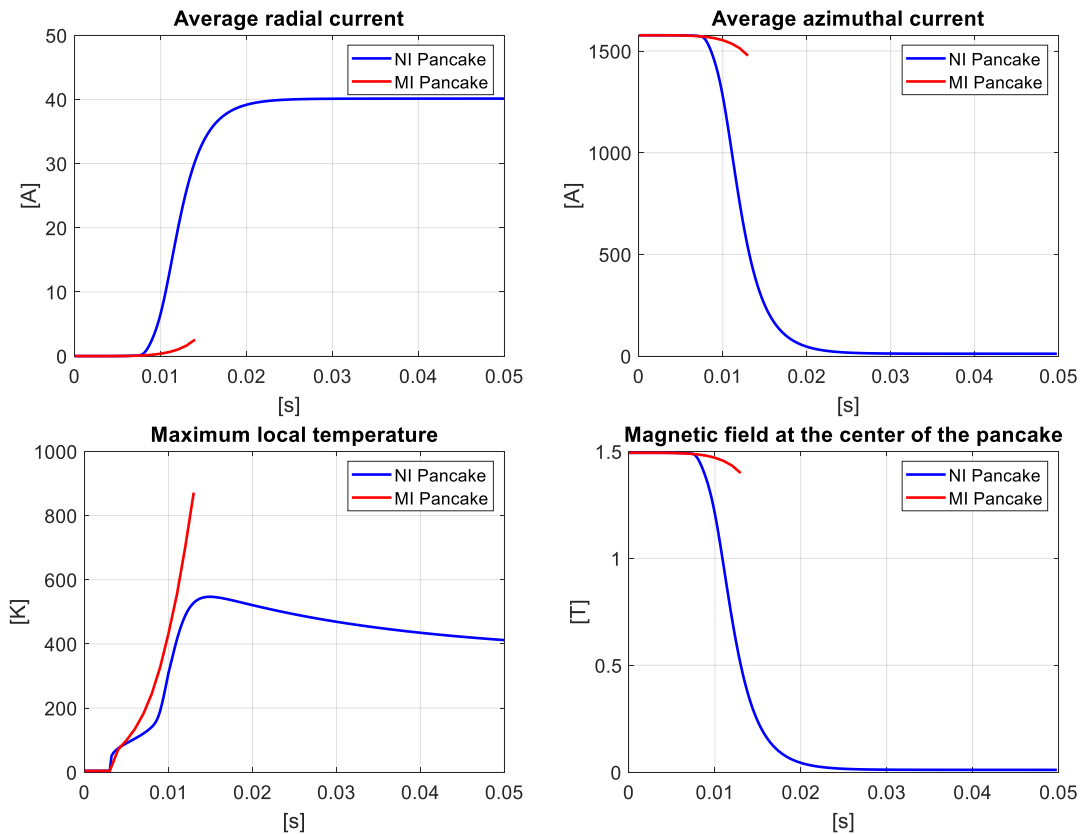 Average radial current
50
40
30
20
10
0
[A]
NI Pancake
MI Pancake
0 0.01 0.02 0.03 0.04 0.05
[s]
Average azimuthal current
1500
1000
500
0
[A]
NI Pancake
MI Pancake
0 0.01 0.02 0.03 0.04 0.05
[s]
Maximum local temperature
1000
800
600
400
200
0
[K]
NI Pancake
MI Pancake
0 0.01 0.02 0.03 0.04 0.05
[s]
Magnetic field at the center of the pancake
1.5
1
0.5
0
[T]
NI Pancake
MI Pancake
0 0.01 0.02 0.03 0.04 0.05
[s]